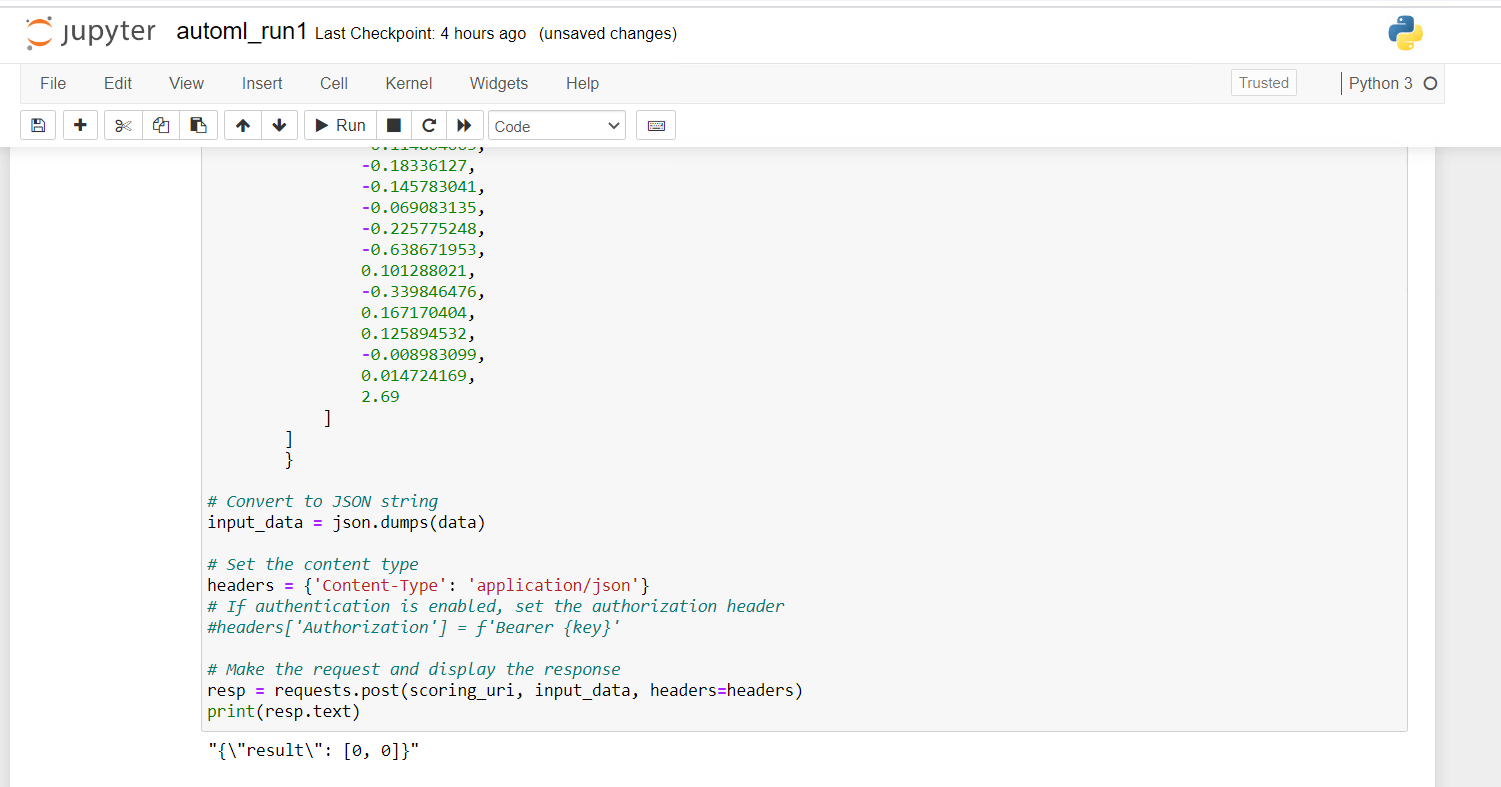 jupyter automl_run1 Last Checkpoint: 4 hours ago (unsaved changes)
File Edit View Insert Cell Kernel Widgets Help Trusted Python 3
Run Code
-0.18336127,
-0.145783041,
-0.069083135,
-0.225775248,
-0.638671953,
0.101288021,
-0.339846476,
0.167170404,
0.125894532,
-0.008983099,
0.014724169,
2.69
]
]
}
# Convert to JSON string
input_data = json.dumps(data)
# Set the content type
headers = {'Content-Type': 'application/json'}
# If authentication is enabled, set the authorization header
#headers['Authorization'] = f'Bearer {key}'
# Make the request and display the response
resp = requests.post(scoring_uri, input_data, headers=headers)
print(resp.text)
"{\"result\": [0, 0]}"